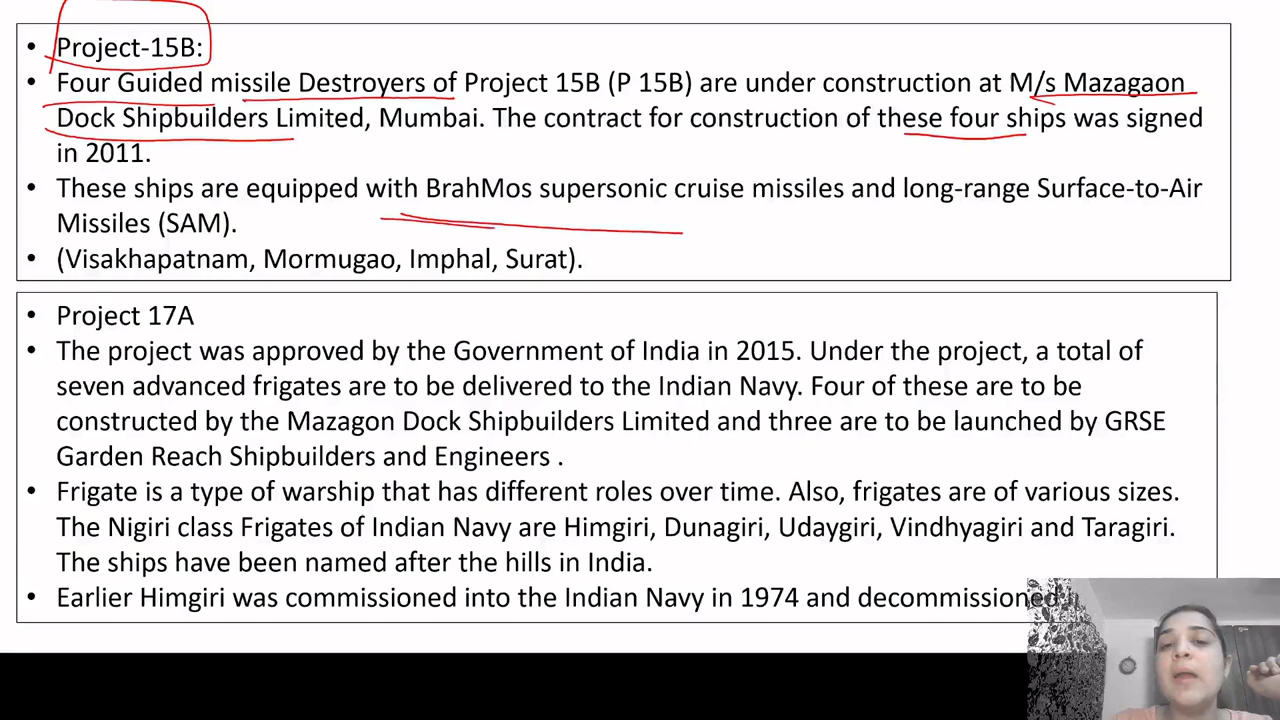 • Project-15B:
• Four Guided missile Destroyers of Project 15B (P 15B) are under construction at M/s Mazagaon
Dock Shipbuilders Limited, Mumbai. The contract for construction of these four ships was signed
in 2011.
• These ships are equipped with BrahMos supersonic cruise missiles and long-range Surface-to-Air
Missiles (SAM).
• (Visakhapatnam, Mormugao, Imphal, Surat).
• Project 17A
• The project was approved by the Government of India in 2015. Under the project, a total of
seven advanced frigates are to be delivered to the Indian Navy. Four of these are to be
constructed by the Mazagon Dock Shipbuilders Limited and three are to be launched by GRSE
Garden Reach Shipbuilders and Engineers .
• Frigate is a type of warship that has different roles over time. Also, frigates are of various sizes.
The Nigiri class Frigates of Indian Navy are Himgiri, Dunagiri, Udaygiri, Vindhyagiri and Taragiri.
The ships have been named after the hills in India.
• Earlier Himgiri was commissioned into the Indian Navy in 1974 and decommissioned